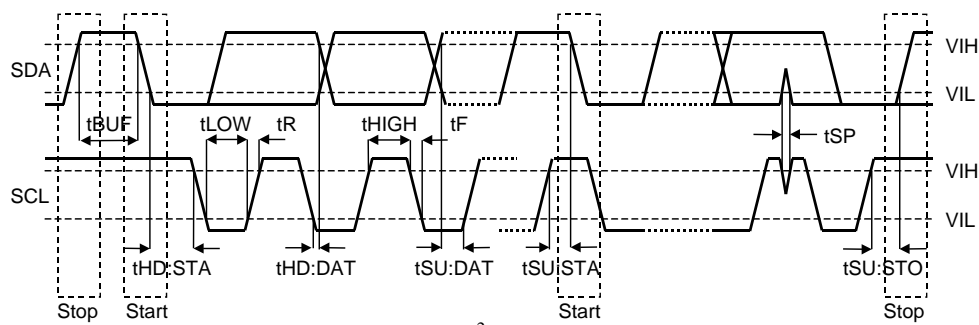 SDA
VIH
VIL
tBUF
tLOW
tR
tHIGH
tF
tSP
SCL
VIH
VIL
tHD:STA
tHD:DAT
tSU:DAT
tSU:STA
tSU:STO
Stop
Start
Start
Stop